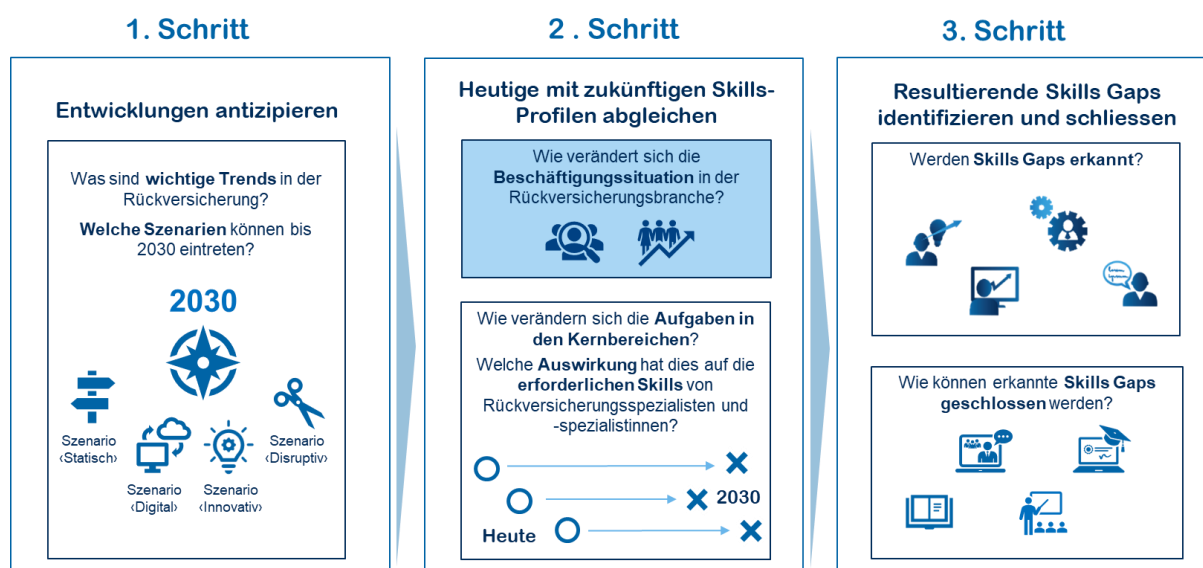 1. Schritt
Entwicklungen antizipieren
Was sind wichtige Trends in der
Rückversicherung?
Welche Szenarien können bis
2030 eintreten?
2030
Szenario
‹Statisch›
Szenario
‹Digital›
Szenario
‹Innovativ›
Szenario
‹Disruptiv›
2 . Schritt
Heutige mit zukünftigen Skills-
Profilen abgleichen
Wie verändert sich die
Beschäftigungssituation in der
Rückversicherungsbranche?
Wie verändern sich die Aufgaben in
den Kernbereichen?
Welche Auswirkung hat dies auf die
erforderlichen Skills von
Rückversicherungsspezialisten und
-spezialistinnen?
2030
Heute
3. Schritt
Resultierende Skills Gaps
identifizieren und schliessen
Werden Skills Gaps erkannt?
Wie können erkannte Skills Gaps
geschlossen werden?